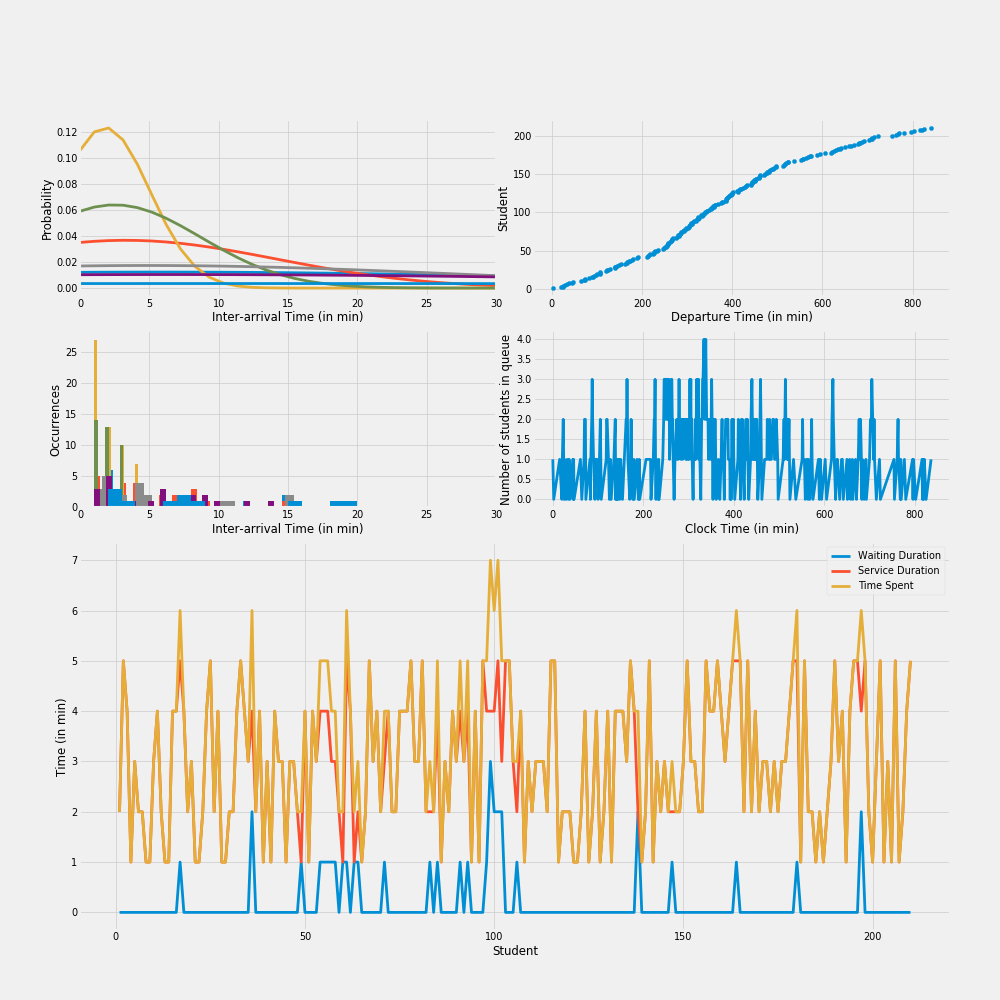 0.12
0.10
0.08
0.06
0.04
0.02
0.00
Probability
0 5 10 15 20 25 30
Inter-arrival Time (in min)
200
150
100
50
0
Student
0 200 400 600 800
Departure Time (in min)
25
20
15
10
5
0
Occurrences
0 5 10 15 20 25 30
Inter-arrival Time (in min)
4.0
3.5
3.0
2.5
2.0
1.5
1.0
0.5
0.0
Number of students in queue
0 200 400 600 800
Clock Time (in min)
7
6
5
4
3
2
1
0
Time (in min)
Waiting Duration
Service Duration
Time Spent
0 50 100 150 200
Student